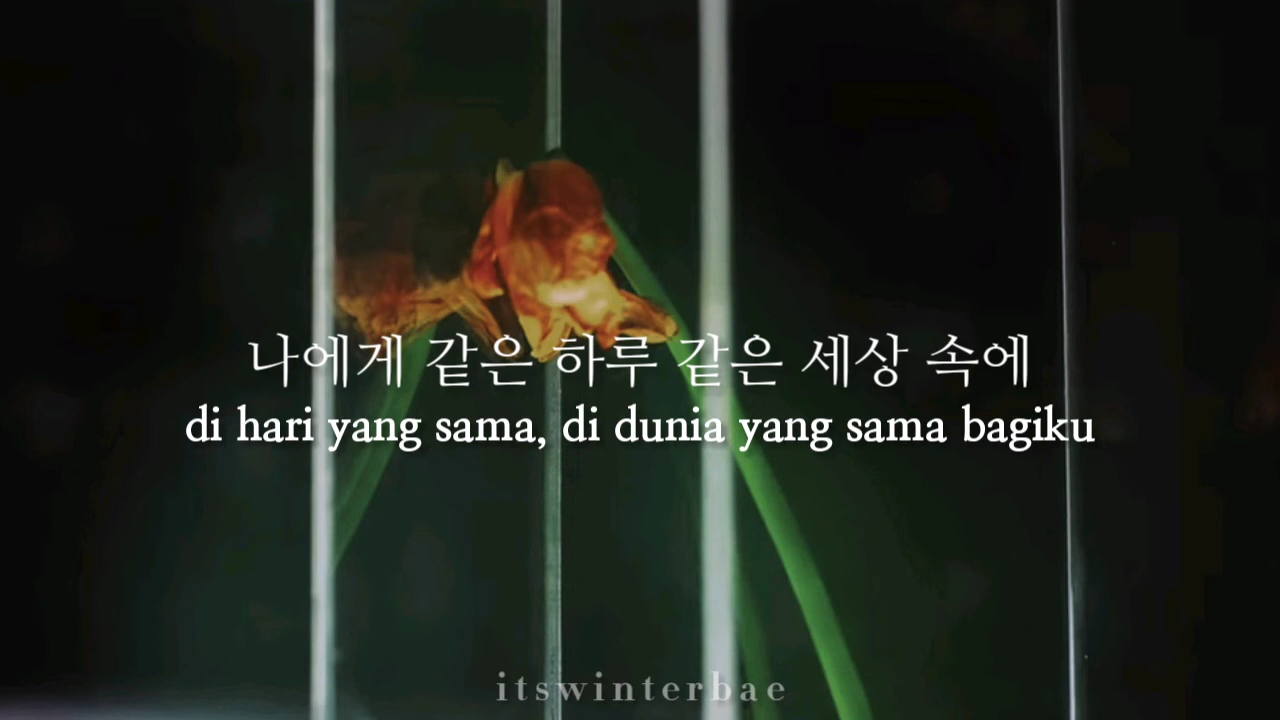 나에게 같은 하루 같은 세상 속에
di hari yang sama, di dunia yang sama bagiku
itswinterbae